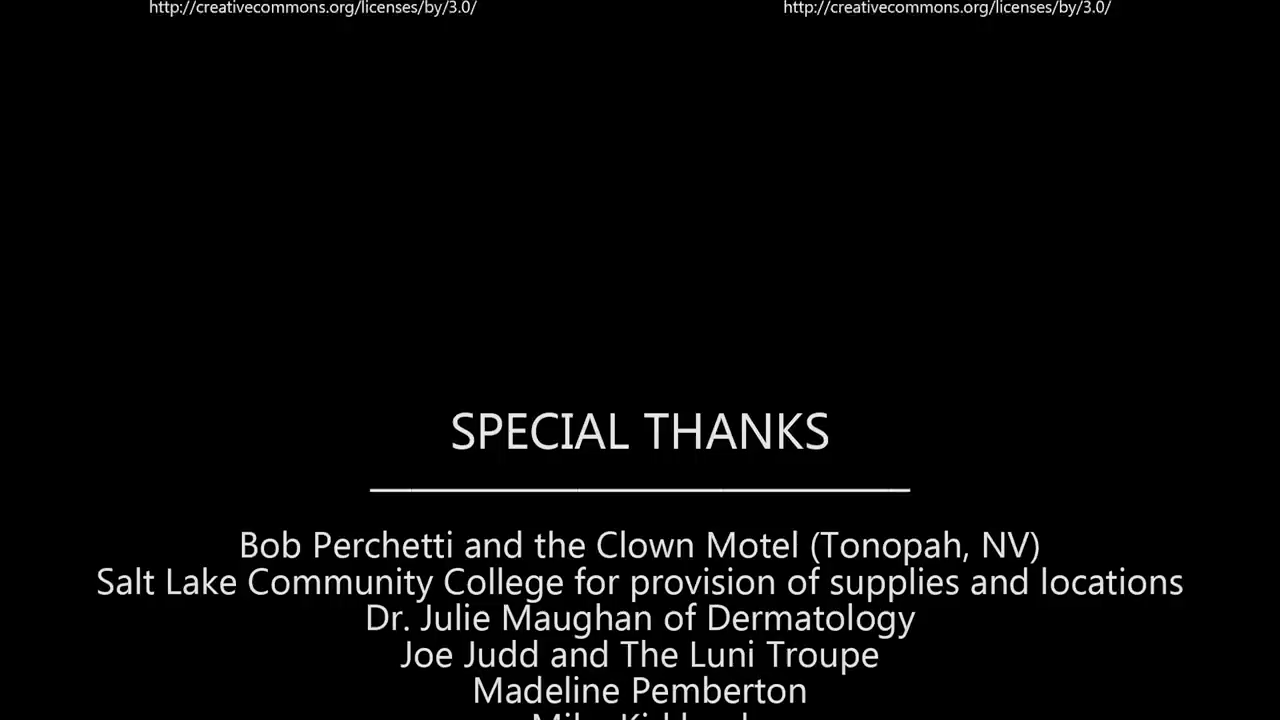 http://creativecommons.org/licenses/by/3.0/ http://creativecommons.org/licenses/by/3.0/
SPECIAL THANKS
Bob Perchetti and the Clown Motel (Tonopah, NV)
Salt Lake Community College for provision of supplies and locations
Dr. Julie Maughan of Dermatology
Joe Judd and The Luni Troupe
Madeline Pemberton